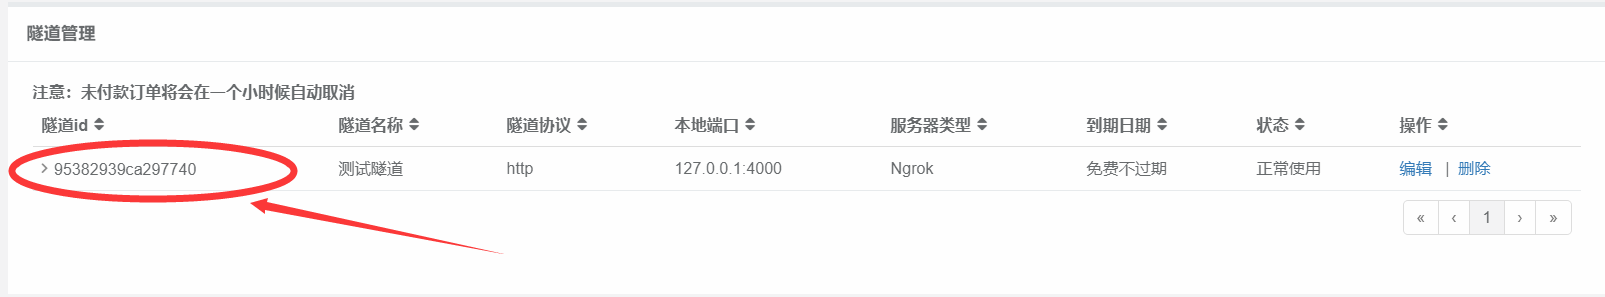 隧道管理
注意：未付款订单将会在一个小时候自动取消
隧道id 隧道名称 隧道协议 本地端口 服务器类型 到期日期 状态 操作
95382939ca297740 测试隧道 http 127.0.0.1:4000 Ngrok 免费不过期 正常使用 编辑 | 删除
« ‹ 1 › »